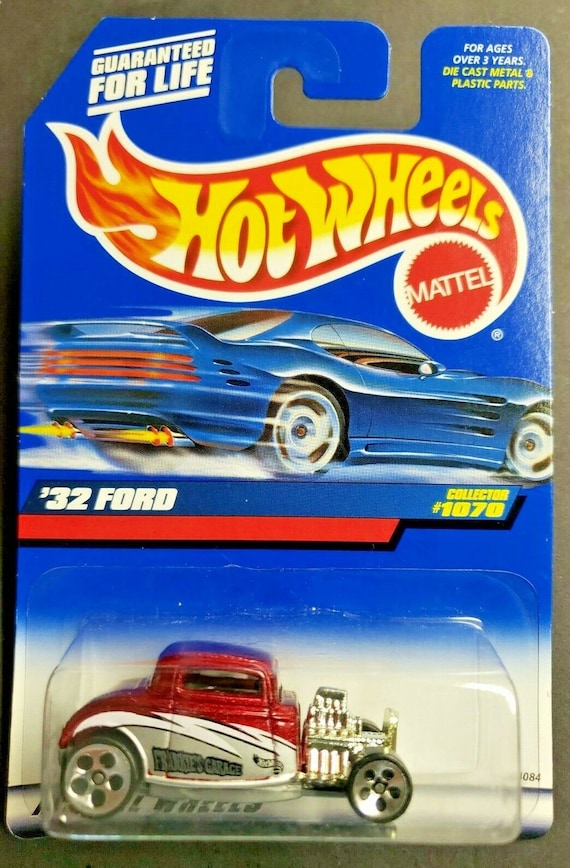 GUARANTEED
FOR LIFE
FOR AGES
OVER 3 YEARS.
DIE CAST METAL &
PLASTIC PARTS.
HOT WHEELS
MATTEL
®
'32 FORD
COLLECTOR
#1070
FRANKIE'S GARAGE
4084
WHEELS